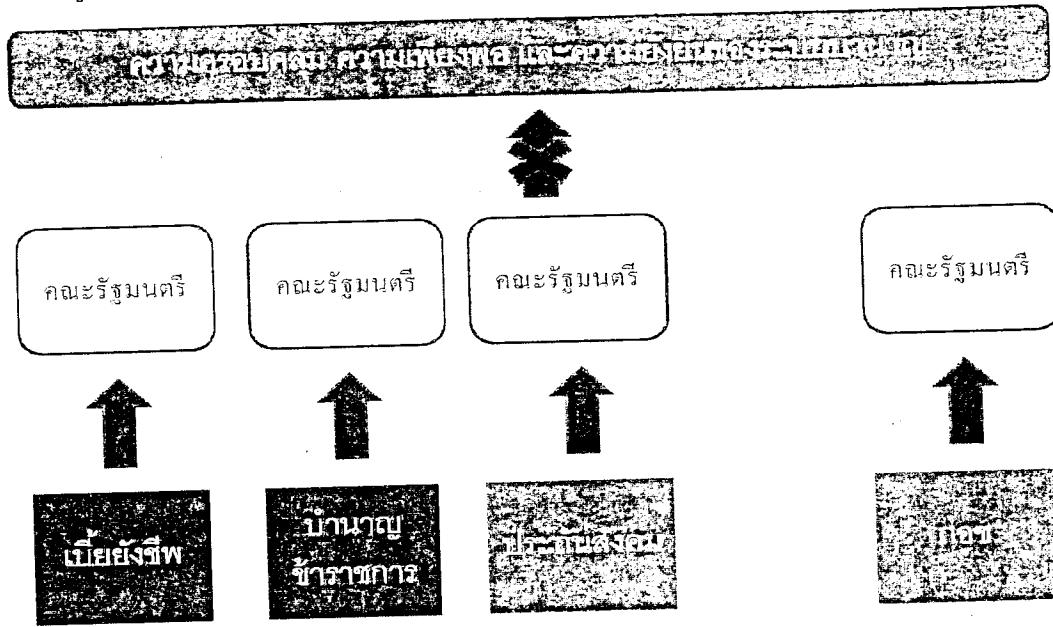 ความครอบคลุม ความเพียงพอ และความยั่งยืนของระบบบำนาญ
คณะรัฐมนตรี
คณะรัฐมนตรี
คณะรัฐมนตรี
คณะรัฐมนตรี
เบี้ยยังชีพ
บำนาญ
ข้าราชการ
ประกันสังคม